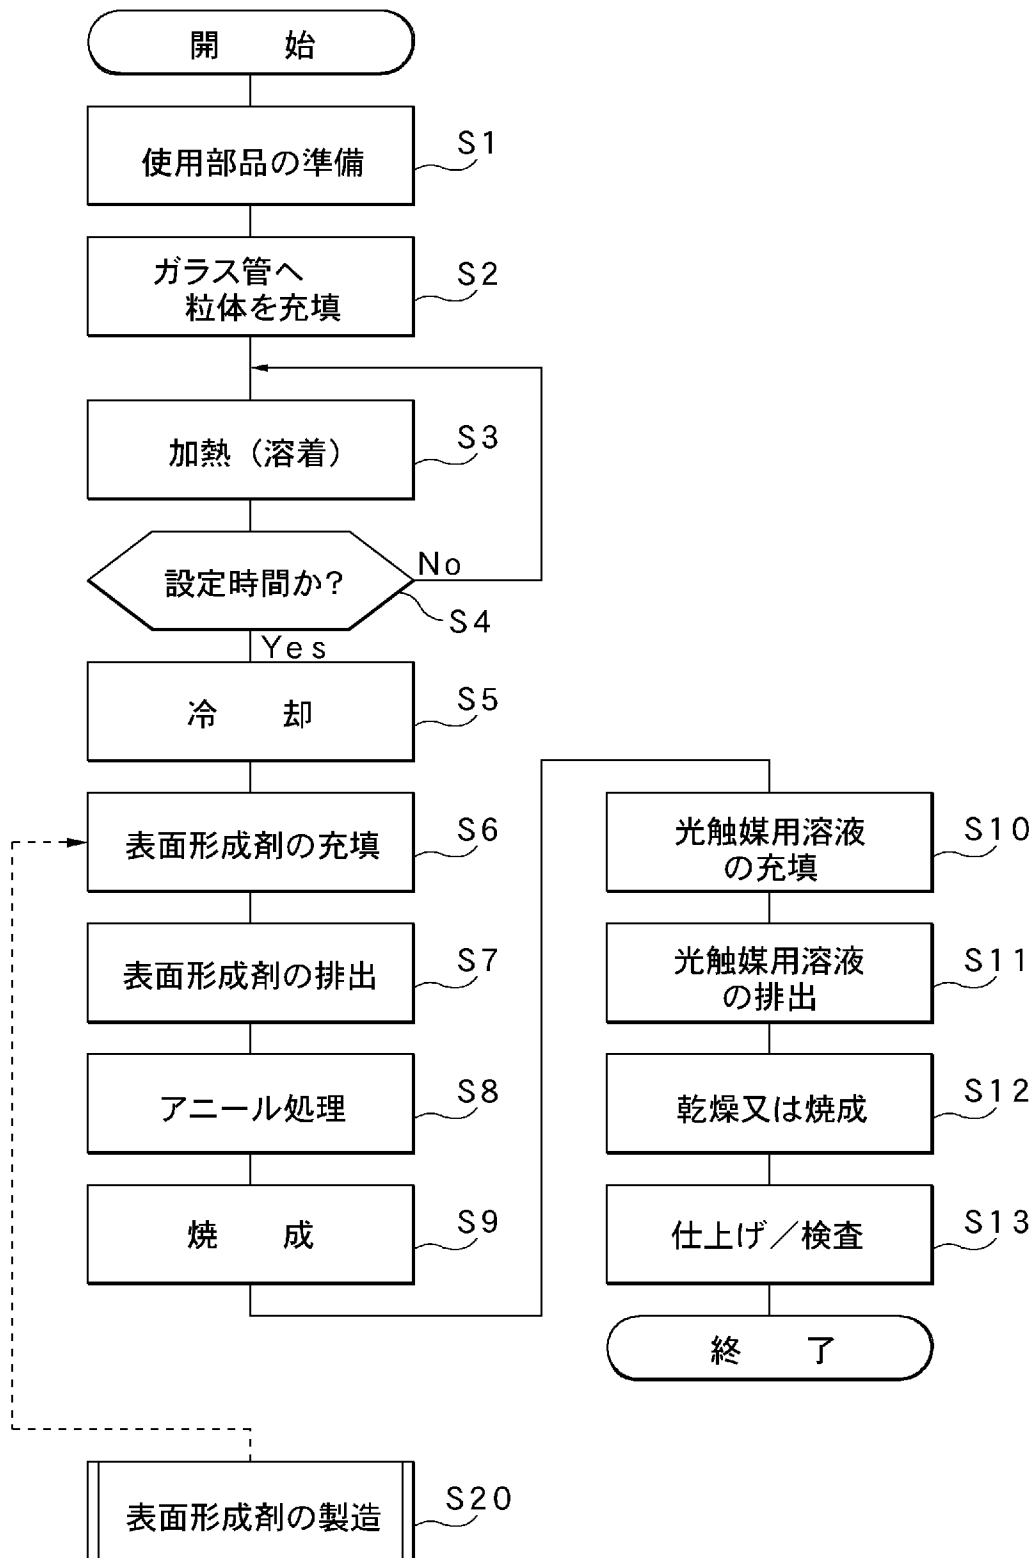 開 始
使用部品の準備
S1
ガラス管へ
粒体を充填
S2
加熱（溶着）
S3
設定時間か？
No
S4
Yes
冷 却
S5
表面形成剤の充填
S6
表面形成剤の排出
S7
アニール処理
S8
焼 成
S9
光触媒用溶液
の充填
S10
光触媒用溶液
の排出
S11
乾燥又は焼成
S12
仕上げ／検査
S13
終 了
表面形成剤の製造
S20